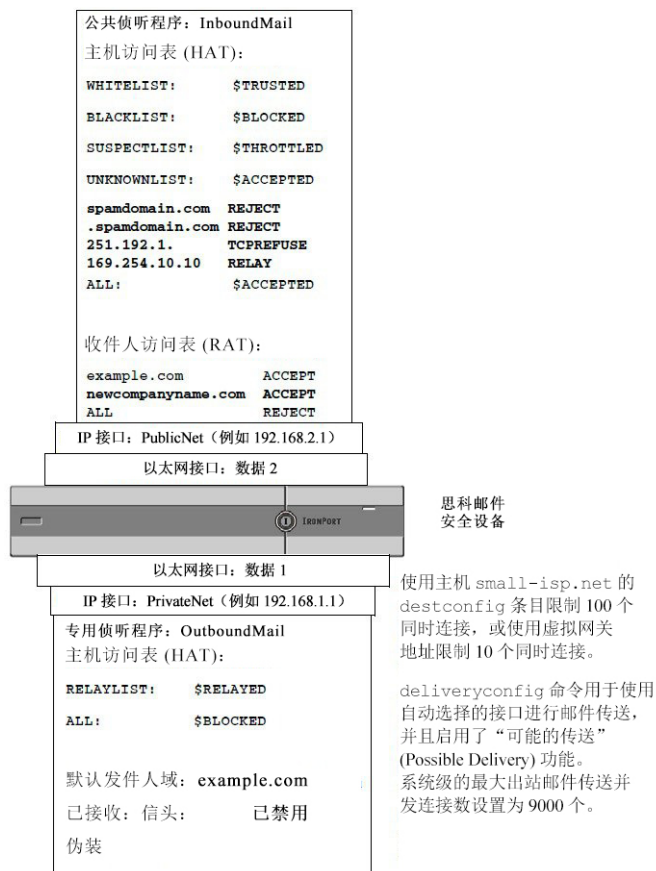 公共侦听程序：InboundMail
主机访问表 (HAT)：
WHITELIST: $TRUSTED
BLACKLIST: $BLOCKED
SUSPECTLIST: $THROTTLED
UNKNOWNLIST: $ACCEPTED
spamdomain.com REJECT
.spamdomain.com REJECT
251.192.1. TCPREFUSE
169.254.10.10 RELAY
ALL: $ACCEPTED
收件人访问表 (RAT)：
example.com ACCEPT
newcompanyname.com ACCEPT
ALL REJECT
IP 接口：PublicNet（例如 192.168.2.1）
以太网接口：数据 2
IRONPORT
思科邮件
安全设备
以太网接口：数据 1
IP 接口：PrivateNet（例如 192.168.1.1）
专用侦听程序：OutboundMail
主机访问表 (HAT)：
RELAYLIST: $RELAYED
ALL: $BLOCKED
默认发件人域：example.com
已接收：信头： 已禁用
伪装
使用主机 small-isp.net 的
destconfig 条目限制 100 个
同时连接，或使用虚拟网关
地址限制 10 个同时连接。
deliveryconfig 命令用于使用
自动选择的接口进行邮件传送，
并且启用了“可能的传送”
(Possible Delivery) 功能。
系统级的最大出站邮件传送并
发连接数设置为 9000 个。